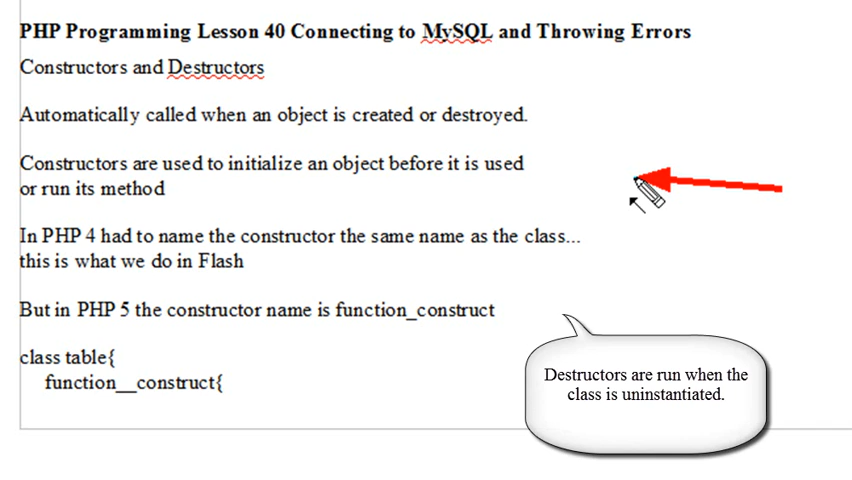 PHP Programming Lesson 40 Connecting to MySQL and Throwing Errors
Constructors and Destructors
Automatically called when an object is created or destroyed.
Constructors are used to initialize an object before it is used
or run its method
In PHP 4 had to name the constructor the same name as the class...
this is what we do in Flash
But in PHP 5 the constructor name is function_construct
class table{
function__construct{
Destructors are run when the
class is uninstantiated.